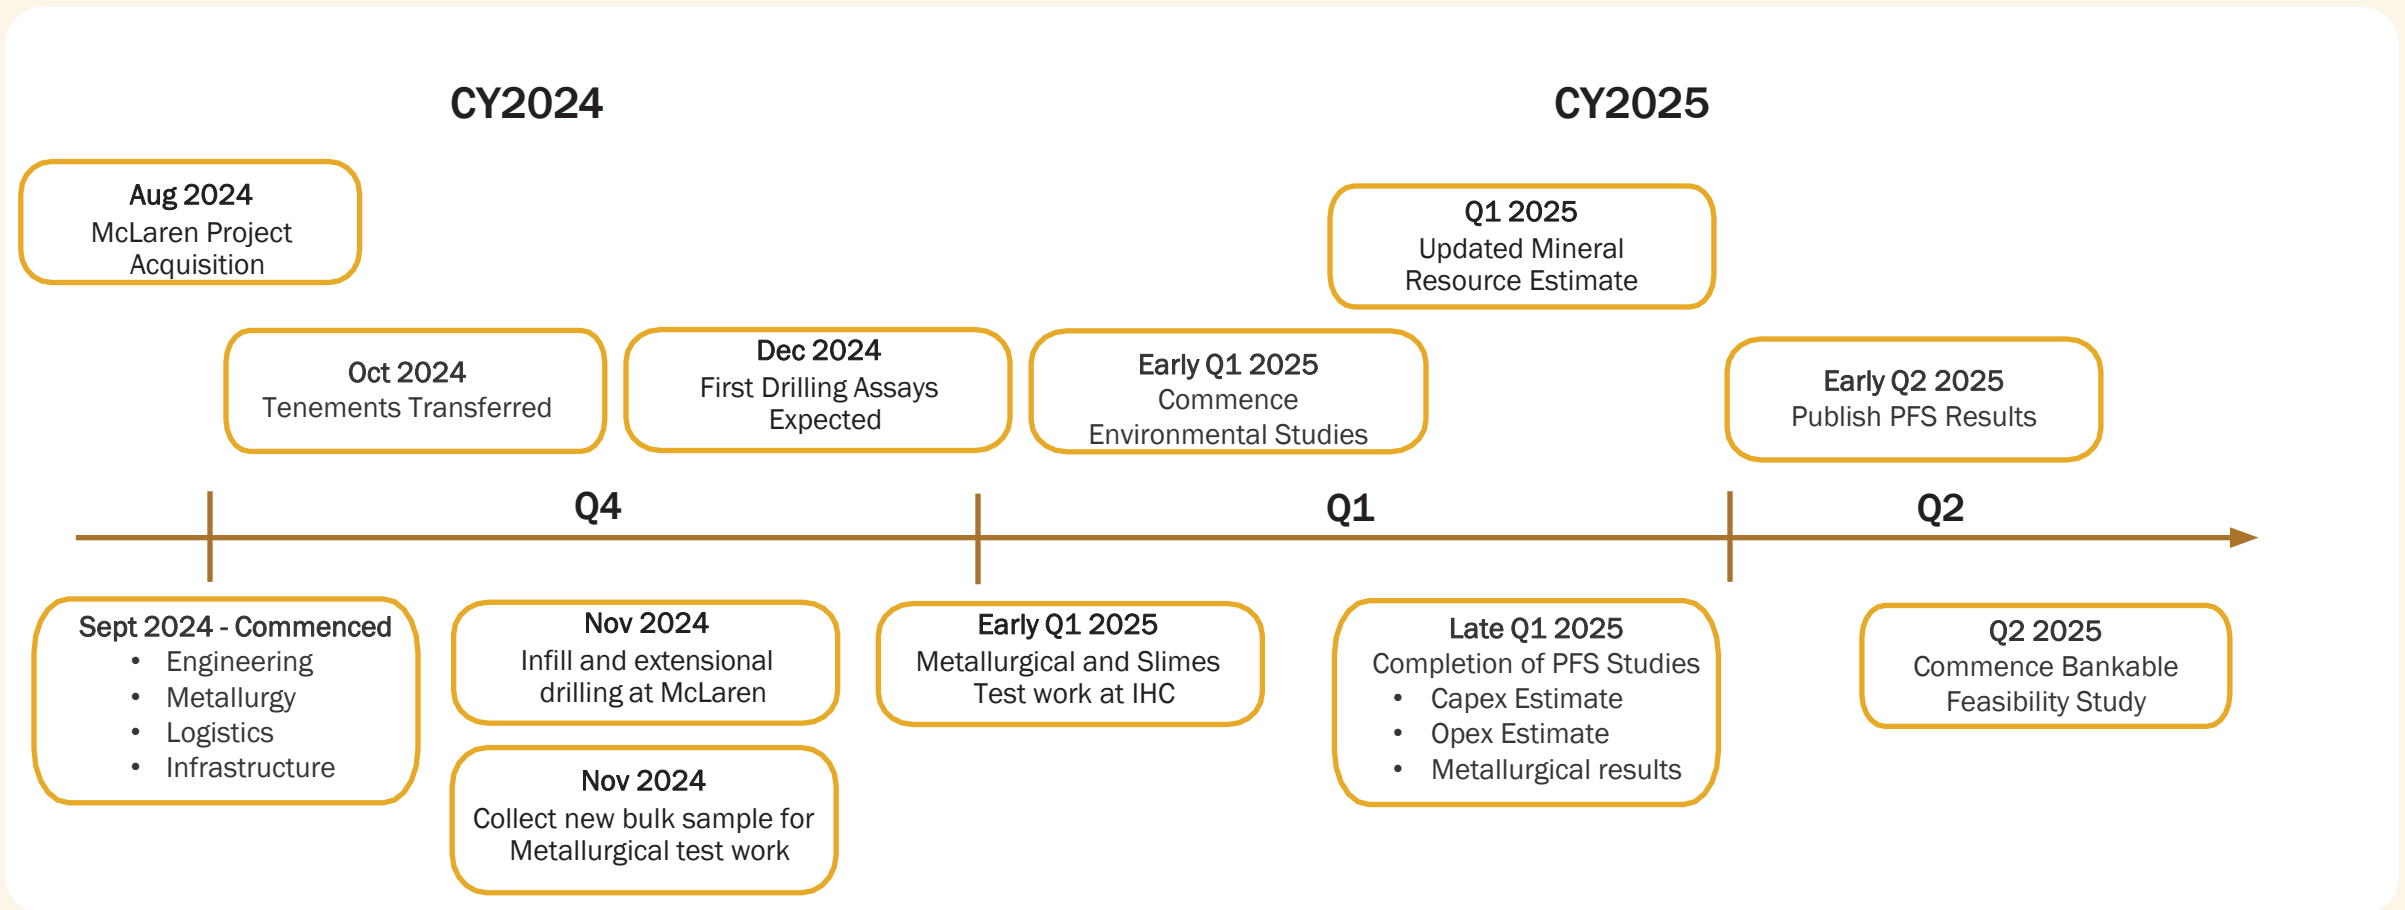 CY2024
CY2025
Aug 2024
McLaren Project
Acquisition
Q1 2025
Updated Mineral
Resource Estimate
Oct 2024
Tenements Transferred
Dec 2024
First Drilling Assays
Expected
Early Q1 2025
Commence
Environmental Studies
Early Q2 2025
Publish PFS Results
Q4
Q1
Q2
Sept 2024 - Commenced
• Engineering
• Metallurgy
• Logistics
• Infrastructure
Nov 2024
Infill and extensional
drilling at McLaren
Nov 2024
Collect new bulk sample for
Metallurgical test work
Early Q1 2025
Metallurgical and Slimes
Test work at IHC
Late Q1 2025
Completion of PFS Studies
• Capex Estimate
• Opex Estimate
• Metallurgical results
Q2 2025
Commence Bankable
Feasibility Study